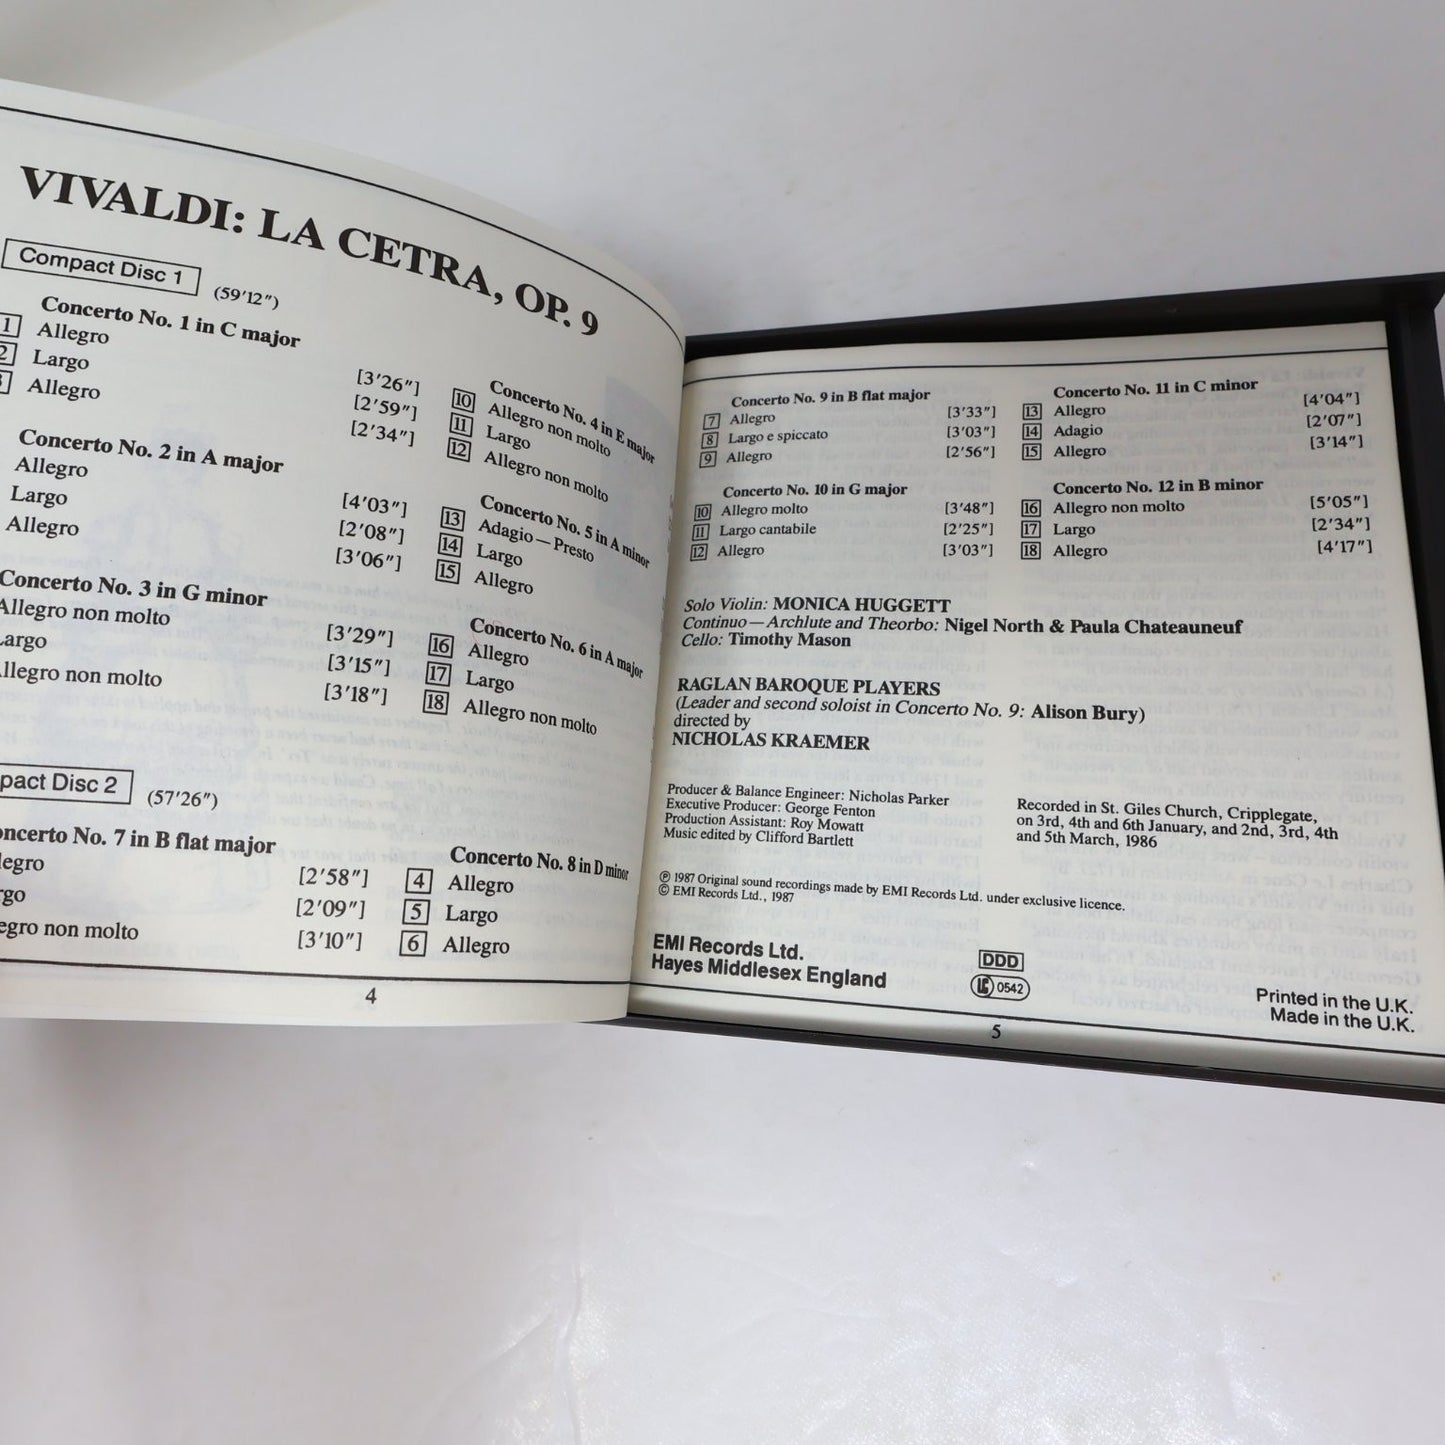 VIVALDI: LA CETRA, OP. 9
Compact Disc 1 (59'12")
Concerto No. 1 in C major
1 Allegro [3'26"]
2 Largo [2'59"]
Allegro [2'34"]
Concerto No. 2 in A major
Allegro [4'03"]
Largo [2'08"]
Allegro [3'06"]
Concerto No. 3 in G minor
Allegro non molto [3'29"]
Largo [3'15"]
Allegro non molto [3'18"]
Concerto No. 4 in E major
10 Allegro non molto
11 Largo
12 Allegro non molto
Concerto No. 5 in A minor
13 Adagio — Presto
14 Largo
15 Allegro
Concerto No. 6 in A major
16 Allegro
17 Largo
18 Allegro non molto
pact Disc 2 (57'26")
oncerto No. 7 in B flat major
legro [2'58"]
rgo [2'09"]
egro non molto [3'10"]
Concerto No. 8 in D minor
4 Allegro
5 Largo
6 Allegro
4
Concerto No. 9 in B flat major
7 Allegro [3'33"]
8 Largo e spiccato [3'03"]
9 Allegro [2'56"]
Concerto No. 10 in G major
10 Allegro molto [3'48"]
11 Largo cantabile [2'25"]
12 Allegro [3'03"]
Concerto No. 11 in C minor
13 Allegro [4'04"]
14 Adagio [2'07"]
15 Allegro [3'14"]
Concerto No. 12 in B minor
16 Allegro non molto [5'05"]
17 Largo [2'34"]
18 Allegro [4'17"]
Solo Violin: MONICA HUGGETT
Continuo — Archlute and Theorbo: Nigel North & Paula Chateauneuf
Cello: Timothy Mason
RAGLAN BAROQUE PLAYERS
(Leader and second soloist in Concerto No. 9: Alison Bury)
directed by
NICHOLAS KRAEMER
Producer & Balance Engineer: Nicholas Parker
Executive Producer: George Fenton
Production Assistant: Roy Mowatt
Music edited by Clifford Bartlett
Recorded in St. Giles Church, Cripplegate,
on 3rd, 4th and 6th January, and 2nd, 3rd, 4th
and 5th March, 1986
℗ 1987 Original sound recordings made by EMI Records Ltd. under exclusive licence.
© EMI Records Ltd., 1987
EMI Records Ltd.
Hayes Middlesex England
DDD
LC 0542
Printed in the U.K.
Made in the U.K.
5